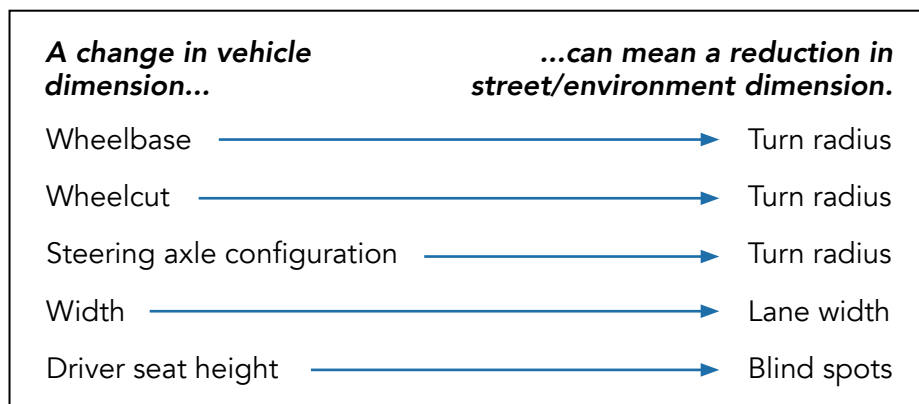 A change in vehicle
dimension...
...can mean a reduction in
street/environment dimension.
Wheelbase Turn radius
Wheelcut Turn radius
Steering axle configuration Turn radius
Width Lane width
Driver seat height Blind spots